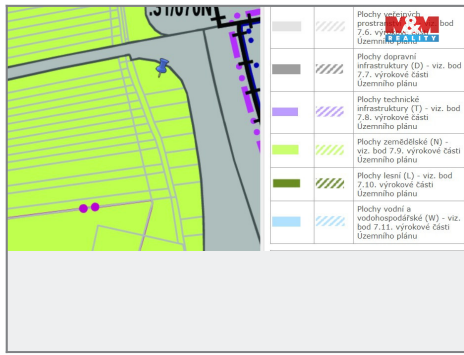 Plochy veřejných
prostranství
7.6. výrokové části
Územního plánu
M&M
REALITY
Plochy dopravní
infrastruktury (D) - viz. bod
7.7. výrokové části
Územního plánu
Plochy technické
infrastruktury (T) - viz. bod
7.8. výrokové části
Územního plánu
Plochy zemědělské (N) -
viz. bod 7.9. výrokové části
Územního plánu
Plochy lesní (L) - viz. bod
7.10. výrokové části
Územního plánu
Plochy vodní a
vodohospodářské (W) - viz.
bod 7.11. výrokové části
Územního plánu